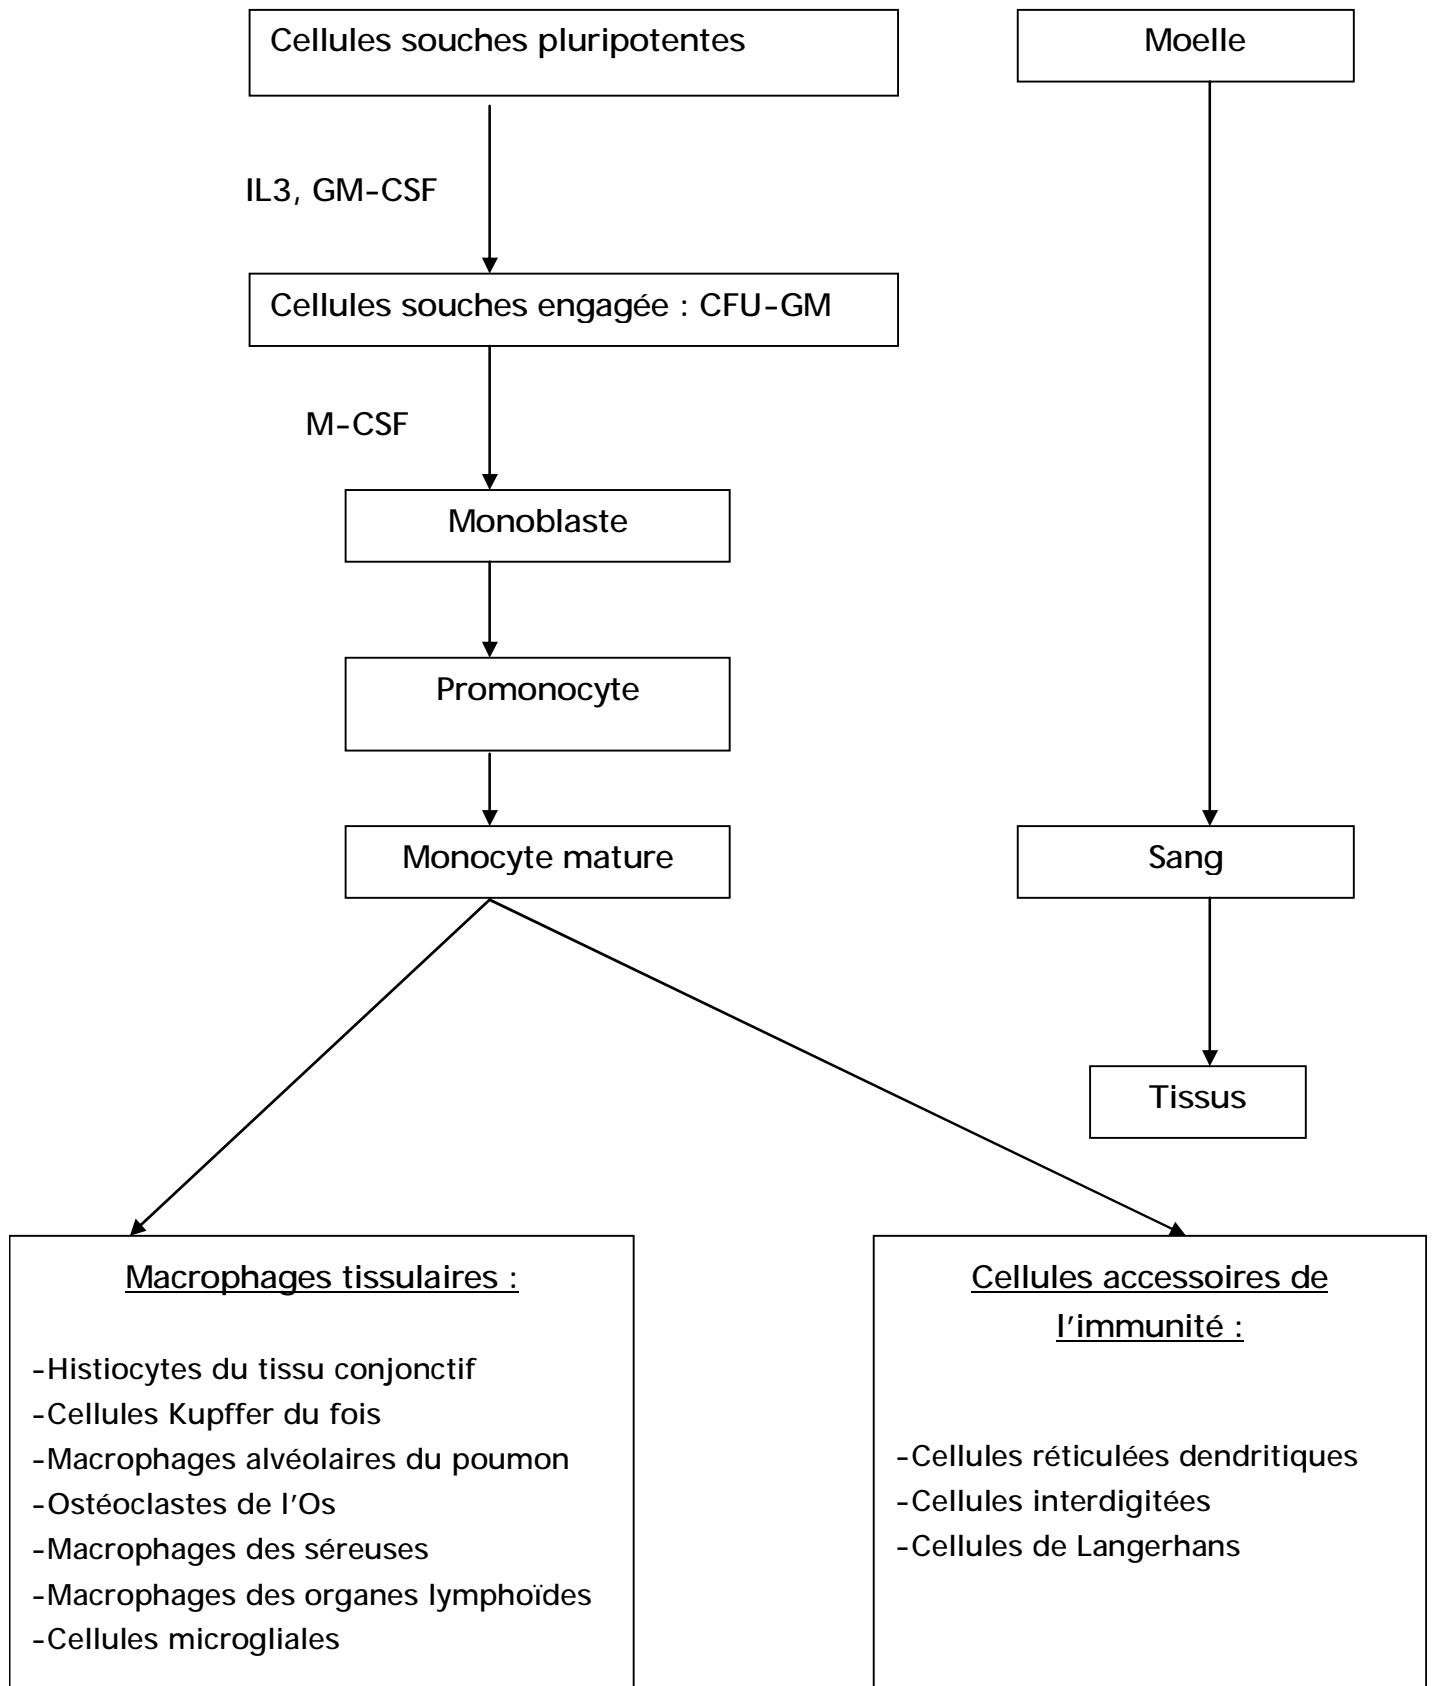 Cellules souches pluripotentes
Moelle
IL3, GM-CSF
Cellules souches engagée : CFU-GM
M-CSF
Monoblaste
Promonocyte
Monocyte mature
Sang
Tissus
Macrophages tissulaires :
-Histiocytes du tissu conjonctif
-Cellules Kupffer du fois
-Macrophages alvéolaires du poumon
-Ostéoclastes de l’Os
-Macrophages des séreuses
-Macrophages des organes lymphoïdes
-Cellules microgliales
Cellules accessoires de
l’immunité :
-Cellules réticulées dendritiques
-Cellules interdigitées
-Cellules de Langerhans